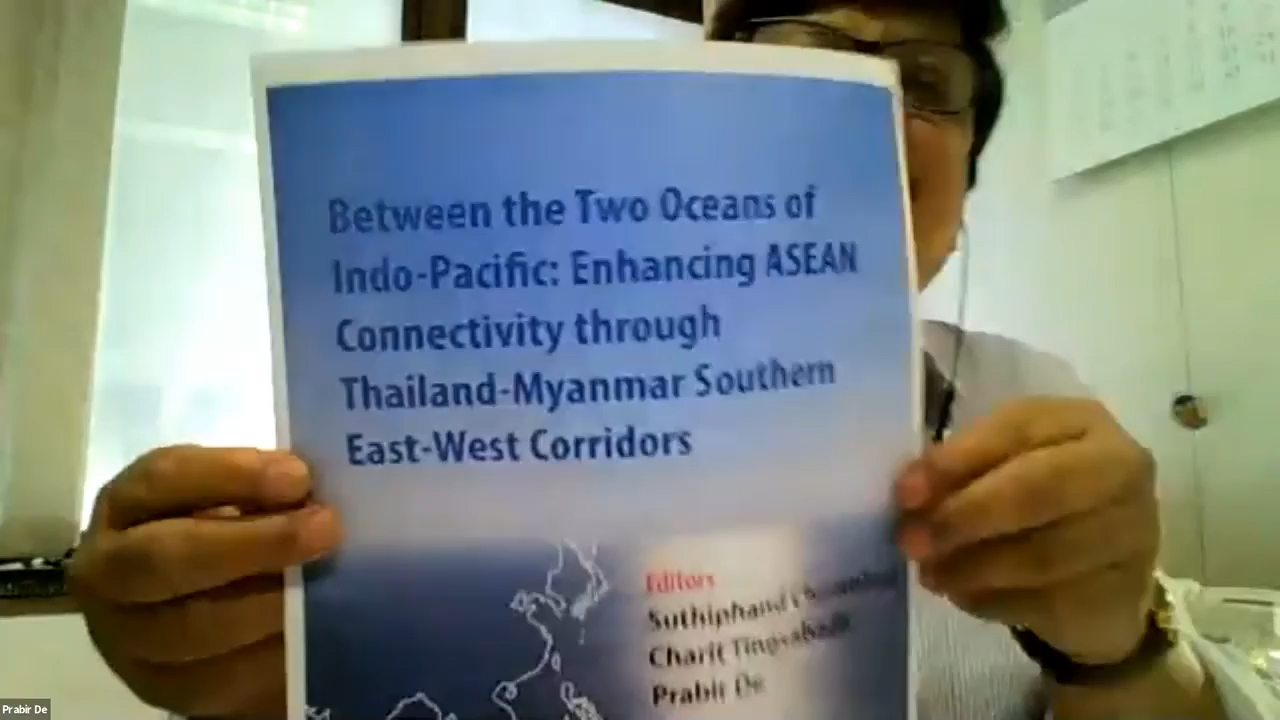 Between the Two Oceans of
Indo-Pacific: Enhancing ASEAN
Connectivity through
Thailand-Myanmar Southern
East-West Corridors
Editors
Suthiphand
Charit
Prabir De
Prabir De